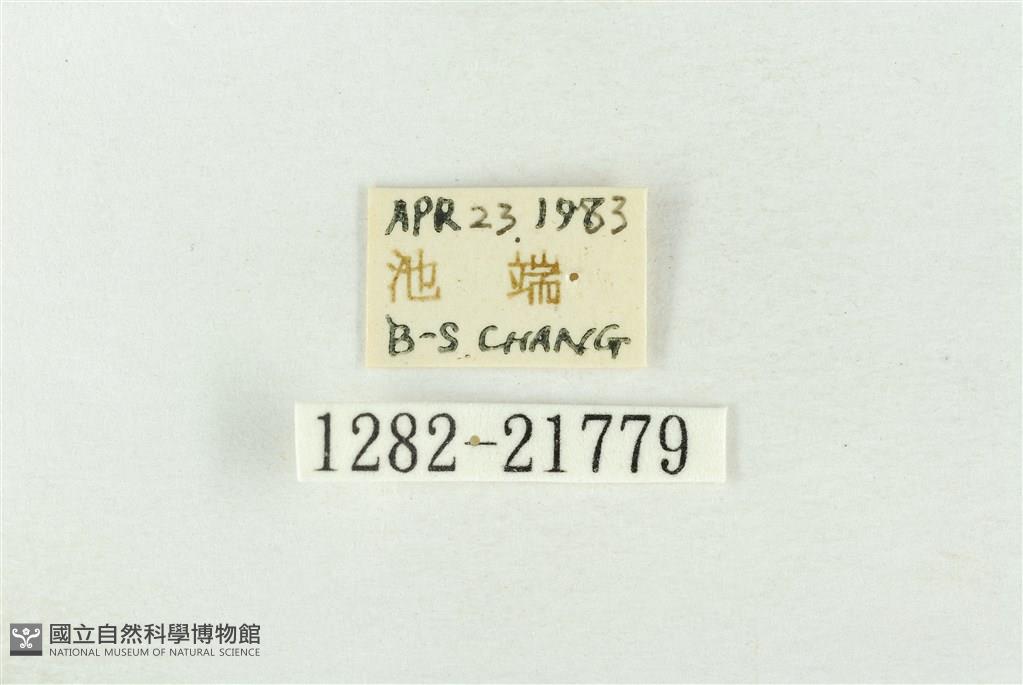 APR 23. 1983
池 端
B-S. CHANG
1282-21779
國立自然科學博物館
NATIONAL MUSEUM OF NATURAL SCIENCE